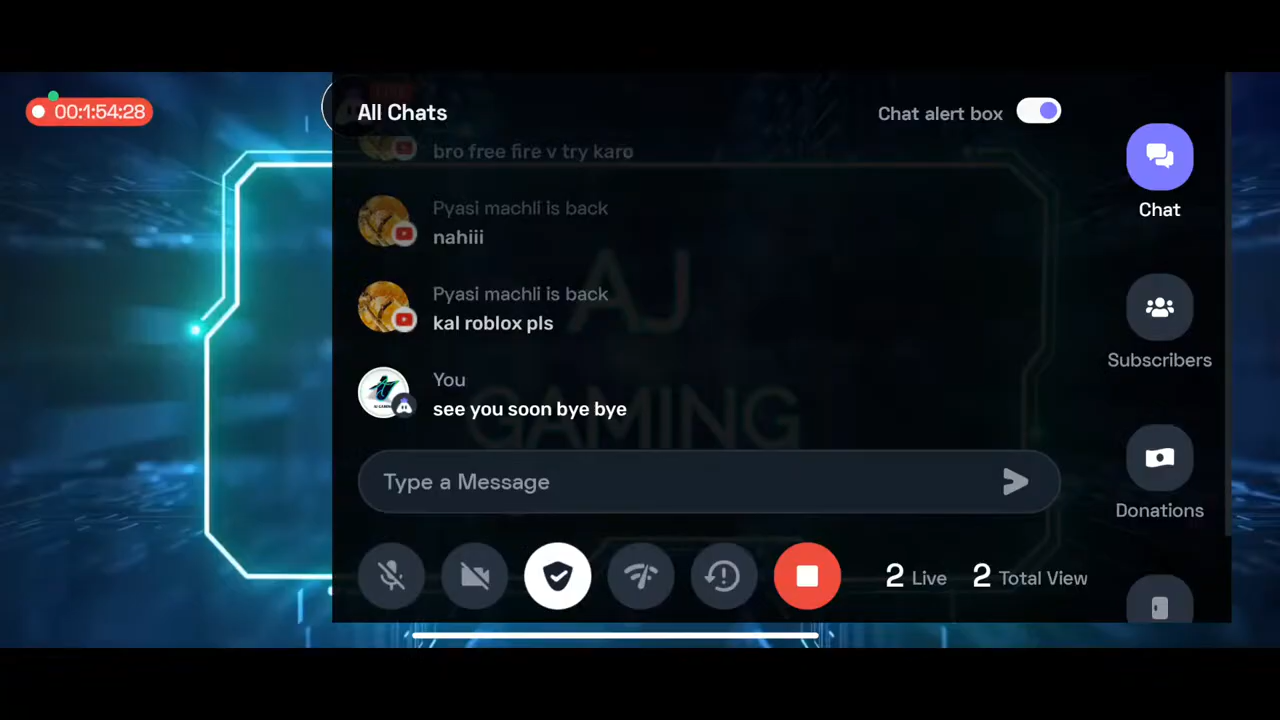 00:1:54:28
All Chats
Chat alert box
bro free fire v try karo
Pyasi machli is back
nahiii
Chat
Pyasi machli is back
kal roblox pls
You
see you soon bye bye
Subscribers
AJ
GAMING
Type a Message
Donations
2 Live 2 Total View